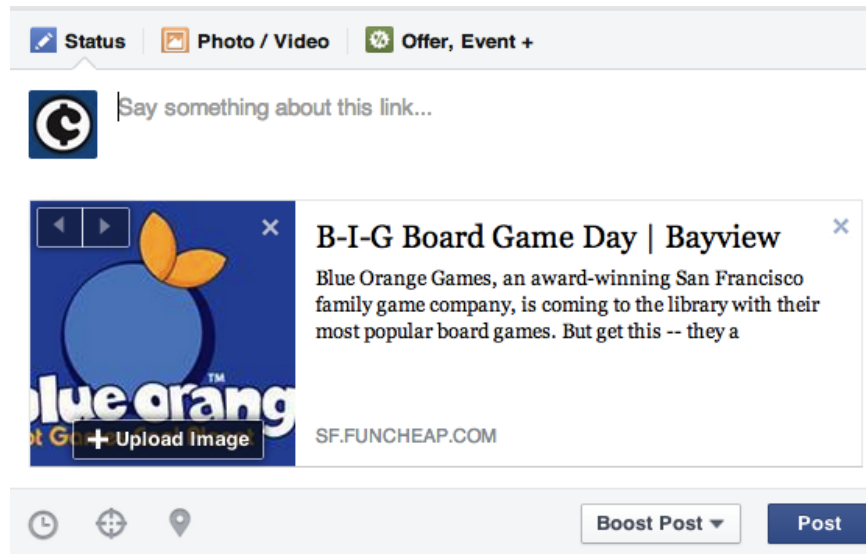 Status Photo / Video Offer, Event +
Say something about this link...
B-I-G Board Game Day | Bayview
Blue Orange Games, an award-winning San Francisco
family game company, is coming to the library with their
most popular board games. But get this -- they a
blue orang™
+ Upload Image
SF.FUNCHEAP.COM
Boost Post Post